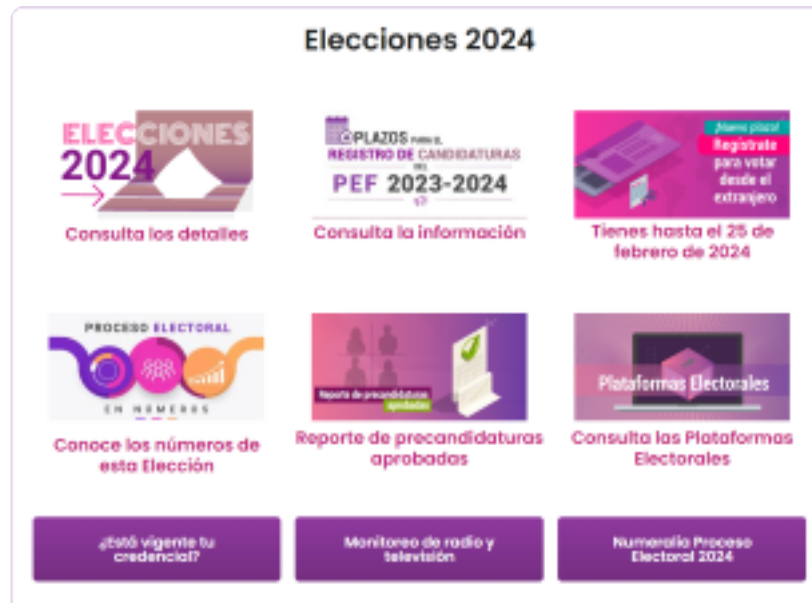 Elecciones 2024
ELECCIONES
2024
Consulta los detalles
PLAZOS PARA EL
REGISTRO DE CANDIDATURAS
DEL
PEF 2023-2024
Consulta la información
¡Nuevo plazo!
Regístrate
para votar
desde el
extranjero
Tienes hasta el 25 de
febrero de 2024
PROCESO ELECTORAL
EN NÚMEROS
Conoce los números de
esta Elección
Reporte de precandidaturas
aprobadas
Reporte de precandidaturas
aprobadas
Plataformas Electorales
Consulta las Plataformas
Electorales
¿Está vigente tu
credencial?
Monitoreo de radio y
televisión
Numeralia Proceso
Electoral 2024